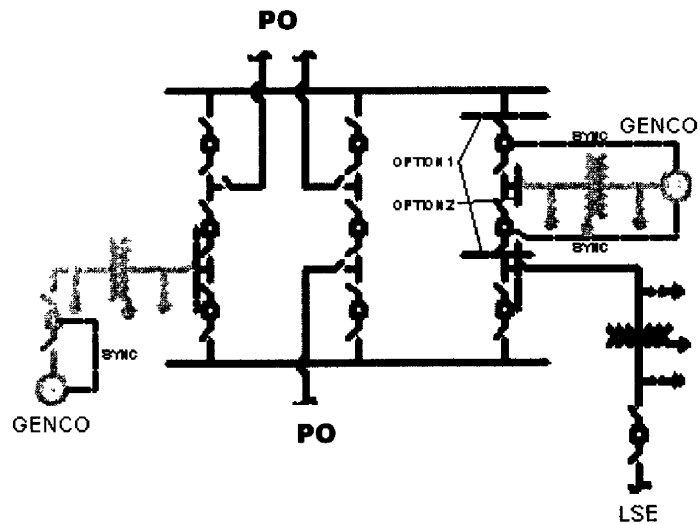 PO
GENCO
SYNC
OPTION 1
OPTION 2
SYNC
SYNC
GENCO
PO
LSE